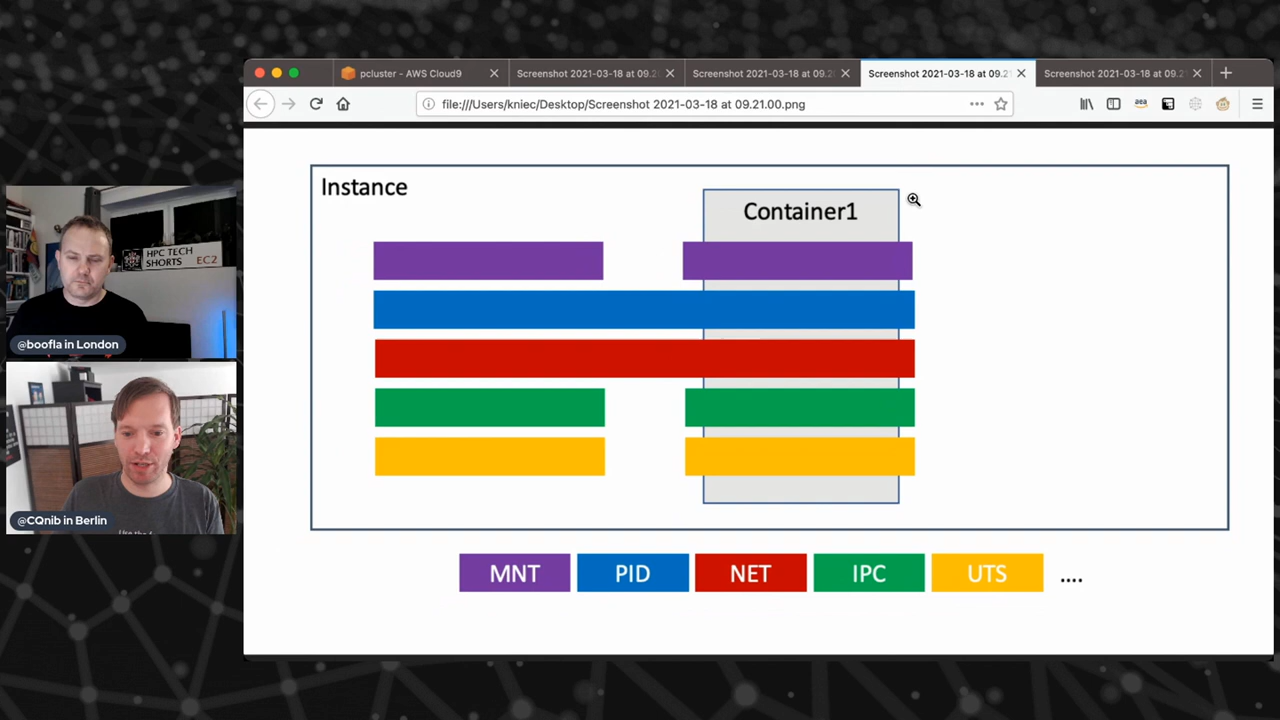 pcluster - AWS Cloud9
Screenshot 2021-03-18 at 09.2
Screenshot 2021-03-18 at 09.2
Screenshot 2021-03-18 at 09.21
Screenshot 2021-03-18 at 09.21
file:///Users/kniec/Desktop/Screenshot 2021-03-18 at 09.21.00.png
aea
Instance
Container1
HPC TECH
SHORTS
EC2
@boofla in London
@CQnib in Berlin
MNT
PID
NET
IPC
UTS
....